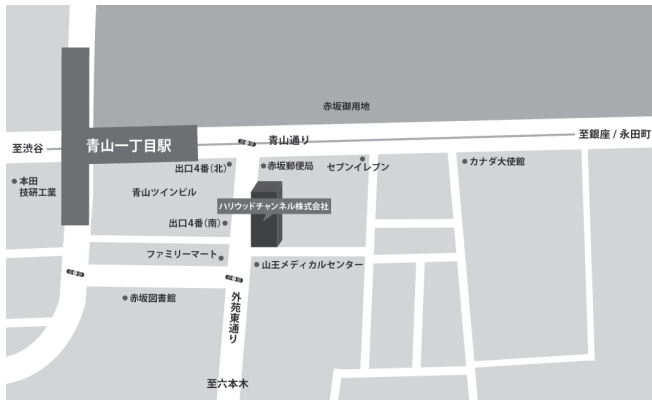 赤坂御用地
青山通り
至銀座 / 永田町
至渋谷
青山一丁目駅
出口4番(北)
赤坂郵便局
セブンイレブン
カナダ大使館
本田
技研工業
青山ツインビル
ハリウッドチャンネル株式会社
出口4番(南)
ファミリーマート
山王メディカルセンター
赤坂図書館
外苑東通り
至六本木